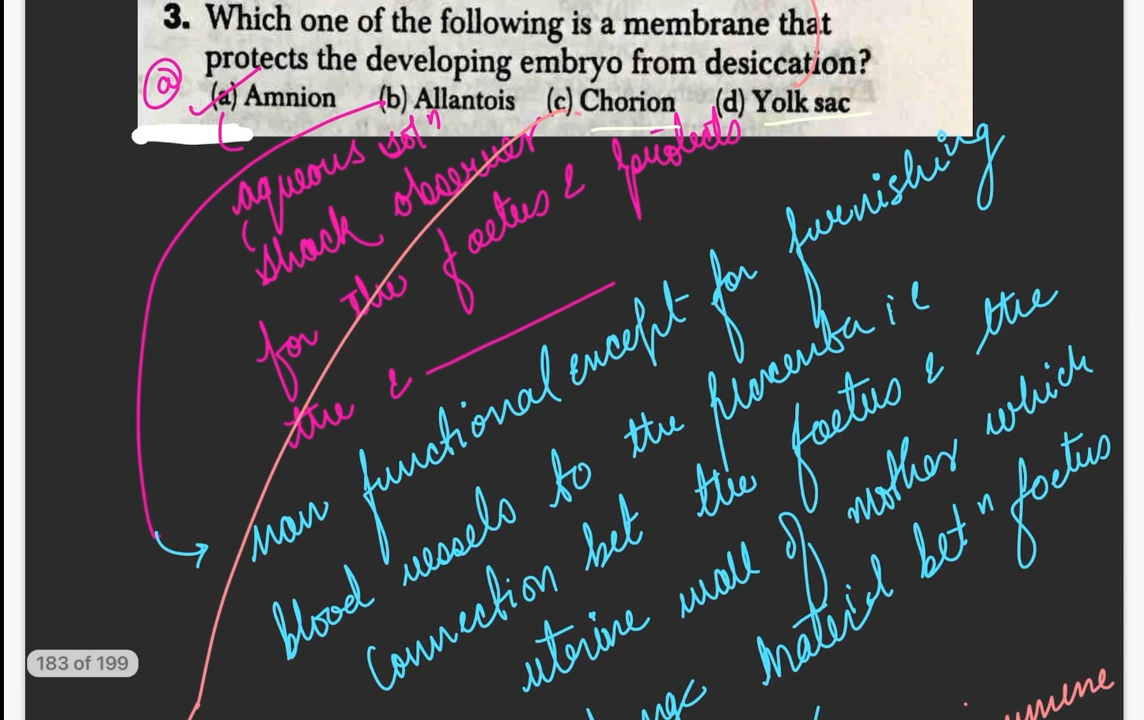 3. Which one of the following is a membrane that
protects the developing embryo from desiccation?
(a) (a) Amnion (b) Allantois (c) Chorion (d) Yolk sac
aqueous solⁿ
shock observer
for the foetus & protects
the &
non functional except for furnishing
blood vessels to the placenta ie
connection bet the foetus & the
uterine wall of mother which
material betⁿ foetus
183 of 199